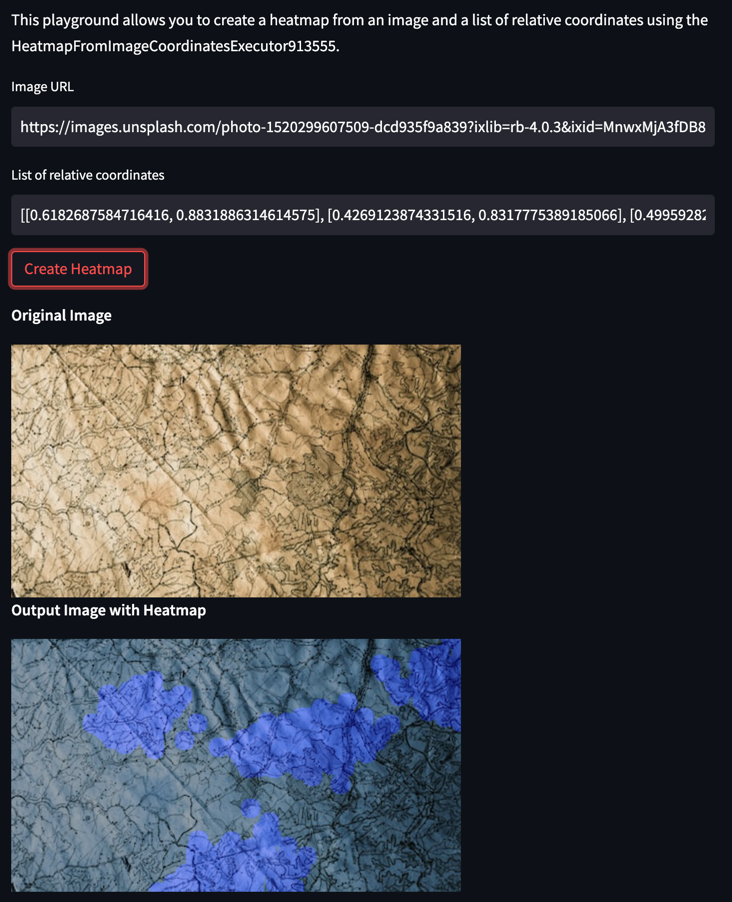 This playground allows you to create a heatmap from an image and a list of relative coordinates using the
HeatmapFromImageCoordinatesExecutor913555.
Image URL
https://images.unsplash.com/photo-1520299607509-dcd935f9a839?ixlib=rb-4.0.3&ixid=MnwxMjA3fDB8
List of relative coordinates
[[0.6182687584716416, 0.8831886314614575], [0.4269123874331516, 0.8317775389185066], [0.49959282
Create Heatmap
Original Image
Output Image with Heatmap